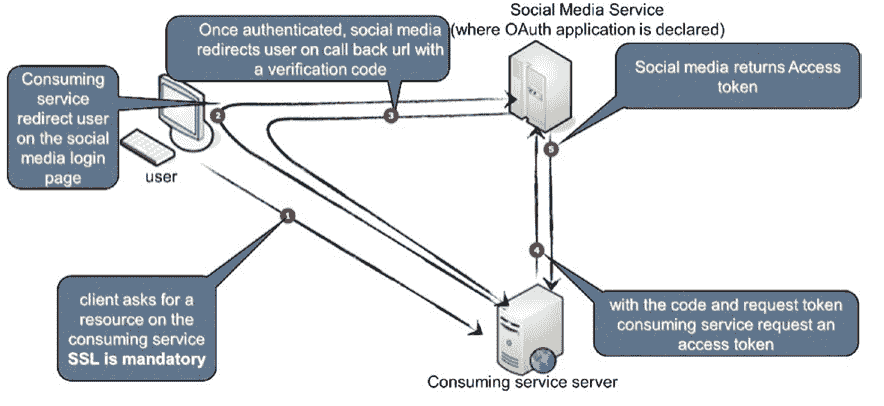 Social Media Service
(where OAuth application is declared)
Once authenticated, social media
redirects user on call back url with
a verification code
Consuming
service
redirect user
on the social
media login
page
Social media returns Access
token
user
2
3
5
1
4
client asks for a
resource on the
consuming service
SSL is mandatory
with the code and request token
consuming service request an
access token
Consuming service server